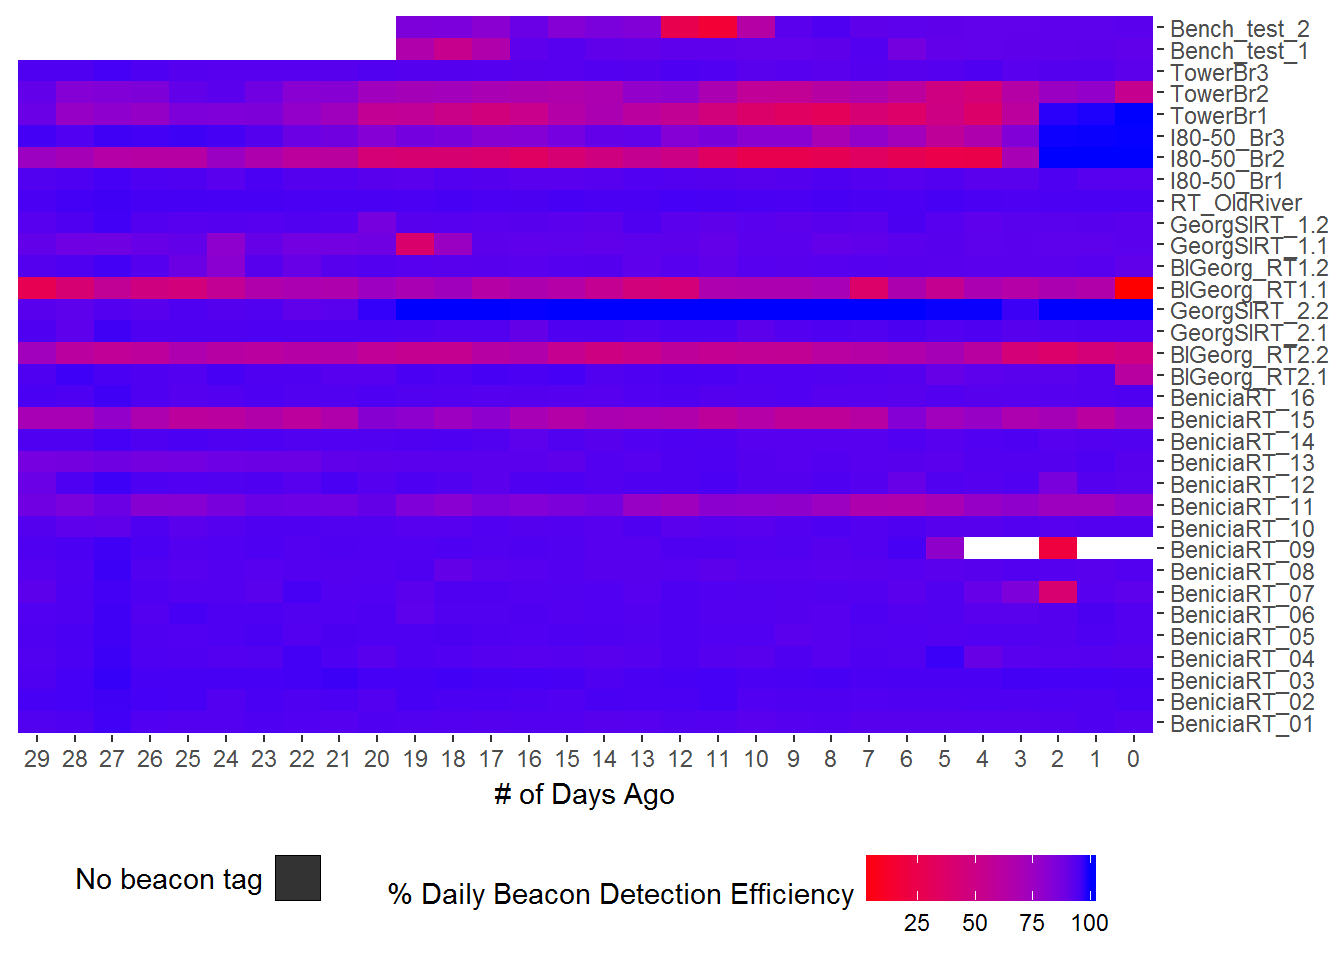 Bench_test_2
Bench_test_1
TowerBr3
TowerBr2
TowerBr1
I80-50_Br3
I80-50_Br2
I80-50_Br1
RT_OldRiver
GeorgSlRT_1.2
GeorgSlRT_1.1
BlGeorg_RT1.2
BlGeorg_RT1.1
GeorgSlRT_2.2
GeorgSlRT_2.1
BlGeorg_RT2.2
BlGeorg_RT2.1
BeniciaRT_16
BeniciaRT_15
BeniciaRT_14
BeniciaRT_13
BeniciaRT_12
BeniciaRT_11
BeniciaRT_10
BeniciaRT_09
BeniciaRT_08
BeniciaRT_07
BeniciaRT_06
BeniciaRT_05
BeniciaRT_04
BeniciaRT_03
BeniciaRT_02
BeniciaRT_01
29 28 27 26 25 24 23 22 21 20 19 18 17 16 15 14 13 12 11 10 9 8 7 6 5 4 3 2 1 0
# of Days Ago
No beacon tag
% Daily Beacon Detection Efficiency
25 50 75 100